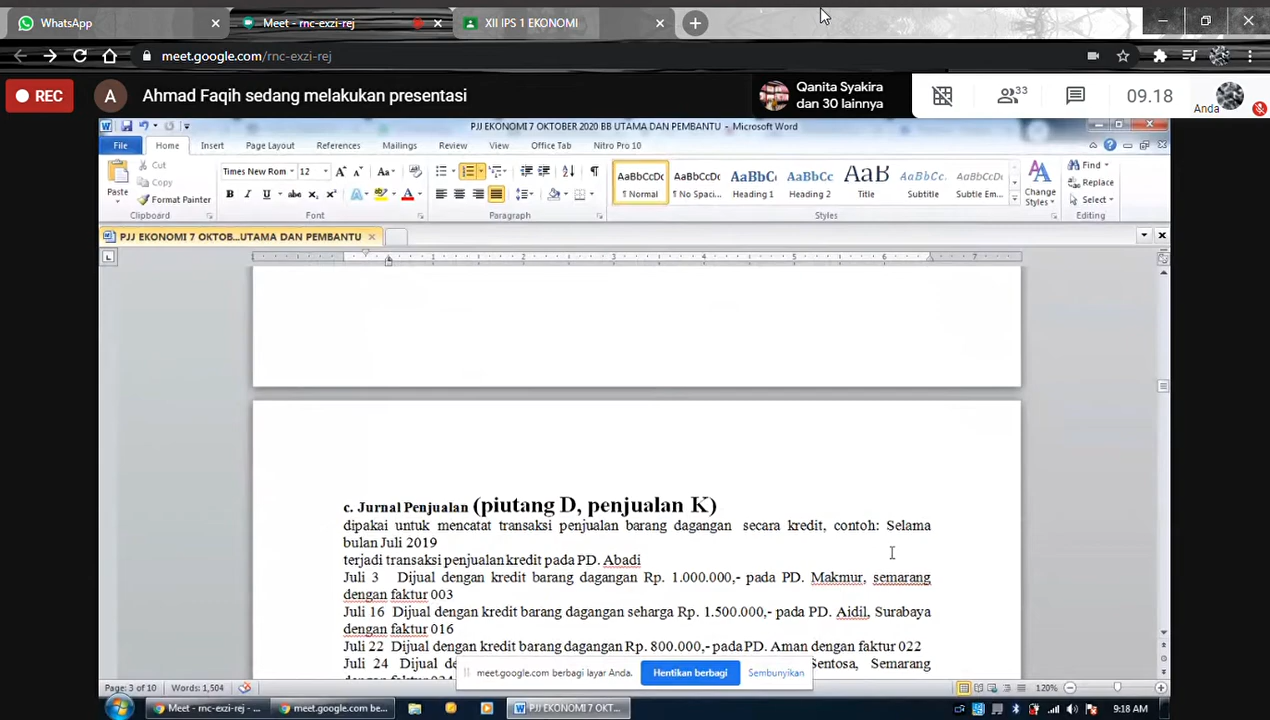 WhatsApp
Meet - rnc-exzi-rej
XII IPS 1 EKONOMI
meet.google.com/rnc-exzi-rej
REC
A
Ahmad Faqih sedang melakukan presentasi
Qanita Syakira
dan 30 lainnya
33
09.18
Anda
PJJ EKONOMI 7 OKTOBER 2020 BB UTAMA DAN PEMBANTU - Microsoft Word
File Home Insert Page Layout References Mailings Review View Office Tab Nitro Pro 10
Paste
Cut
Copy
Format Painter
Clipboard
Times New Rom 12
Font
Paragraph
AaBbCcDc AaBbCcDc AaBbC AaBbCc AaB AaBbCc. AaBbCcDc
¶ Normal ¶ No Spaci... Heading 1 Heading 2 Title Subtitle Subtle Em...
Styles
Change
Styles
Find
Replace
Select
Editing
PJJ EKONOMI 7 OKTOB...UTAMA DAN PEMBANTU
1 1 2 3 4 5 6 7
c. Jurnal Penjualan (piutang D, penjualan K)
dipakai untuk mencatat transaksi penjualan barang dagangan secara kredit, contoh: Selama
bulan Juli 2019
terjadi transaksi penjualan kredit pada PD. Abadi
Juli 3 Dijual dengan kredit barang dagangan Rp. 1.000.000,- pada PD. Makmur, semarang
dengan faktur 003
Juli 16 Dijual dengan kredit barang dagangan seharga Rp. 1.500.000,- pada PD. Aidil, Surabaya
dengan faktur 016
Juli 22 Dijual dengan kredit barang dagangan Rp. 800.000,- pada PD. Aman dengan faktur 022
Juli 24 Dijual Sentosa, Semarang
meet.google.com berbagi layar Anda.
Hentikan berbagi
Sembunyikan
Page: 3 of 10
Words: 1,504
120%
Meet - rnc-exzi-rej - ...
meet.google.com be...
PJJ EKONOMI 7 OKT...
9:18 AM